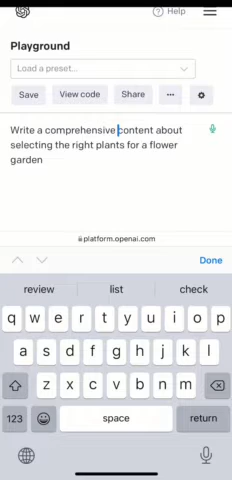 Help
Playground
Load a preset...
Save View code Share ...
Write a comprehensive content about
selecting the right plants for a flower
garden
platform.openai.com
Done
review list check
q w e r t y u i o p
a s d f g h j k l
z x c v b n m
123 space return